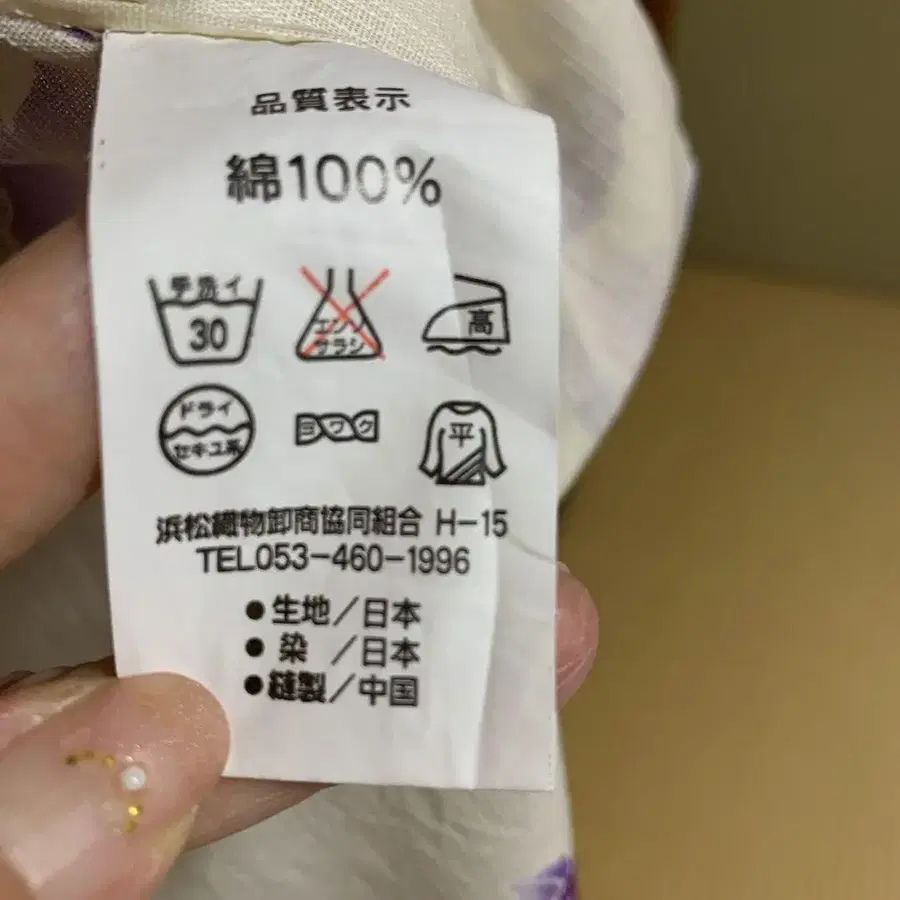 品質表示
綿100%
手洗イ
30
エンソ
サラシ
高
ドライ
セキユ系
ヨワク
平
浜松織物卸商協同組合 H-15
TEL053-460-1996
●生地/日本
●染 /日本
●縫製/中国